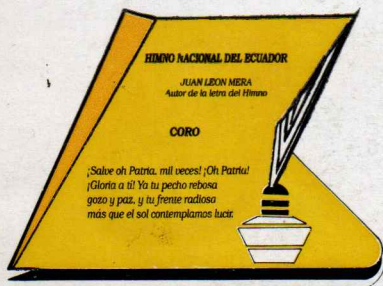 HIMNO NACIONAL DEL ECUADOR
JUAN LEON MERA
Autor de la letra del Himno
CORO
¡Salve oh Patria, mil veces! ¡Oh Patria!
¡Gloria a ti! Ya tu pecho rebosa
gozo y paz, y tu frente radiosa
más que el sol contemplamos lucir.